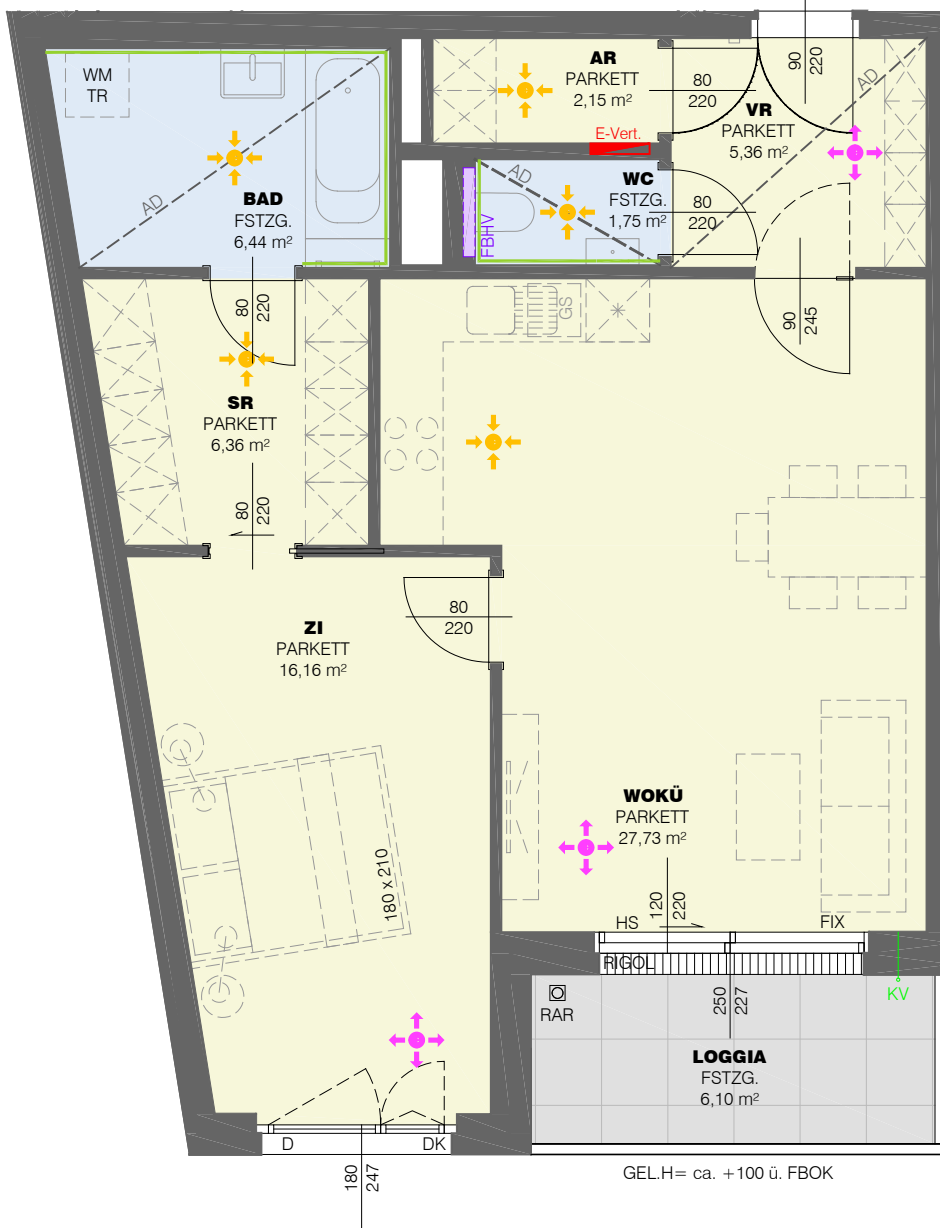 WM
TR
AD
BAD
FSTZG.
6,44 m²
AR
PARKETT
2,15 m²
E-Vert.
80
220
90
220
AD
VR
PARKETT
5,36 m²
AD
WC
FSTZG.
1,75 m²
FBHV
80
220
80
220
GS
90
245
SR
PARKETT
6,36 m²
80
220
ZI
PARKETT
16,16 m²
80
220
180 x 210
WOKÜ
PARKETT
27,73 m²
120
220
HS
FIX
RIGOL
RAR
250
227
KV
LOGGIA
FSTZG.
6,10 m²
D
DK
180
247
GEL.H= ca. +100 ü. FBOK